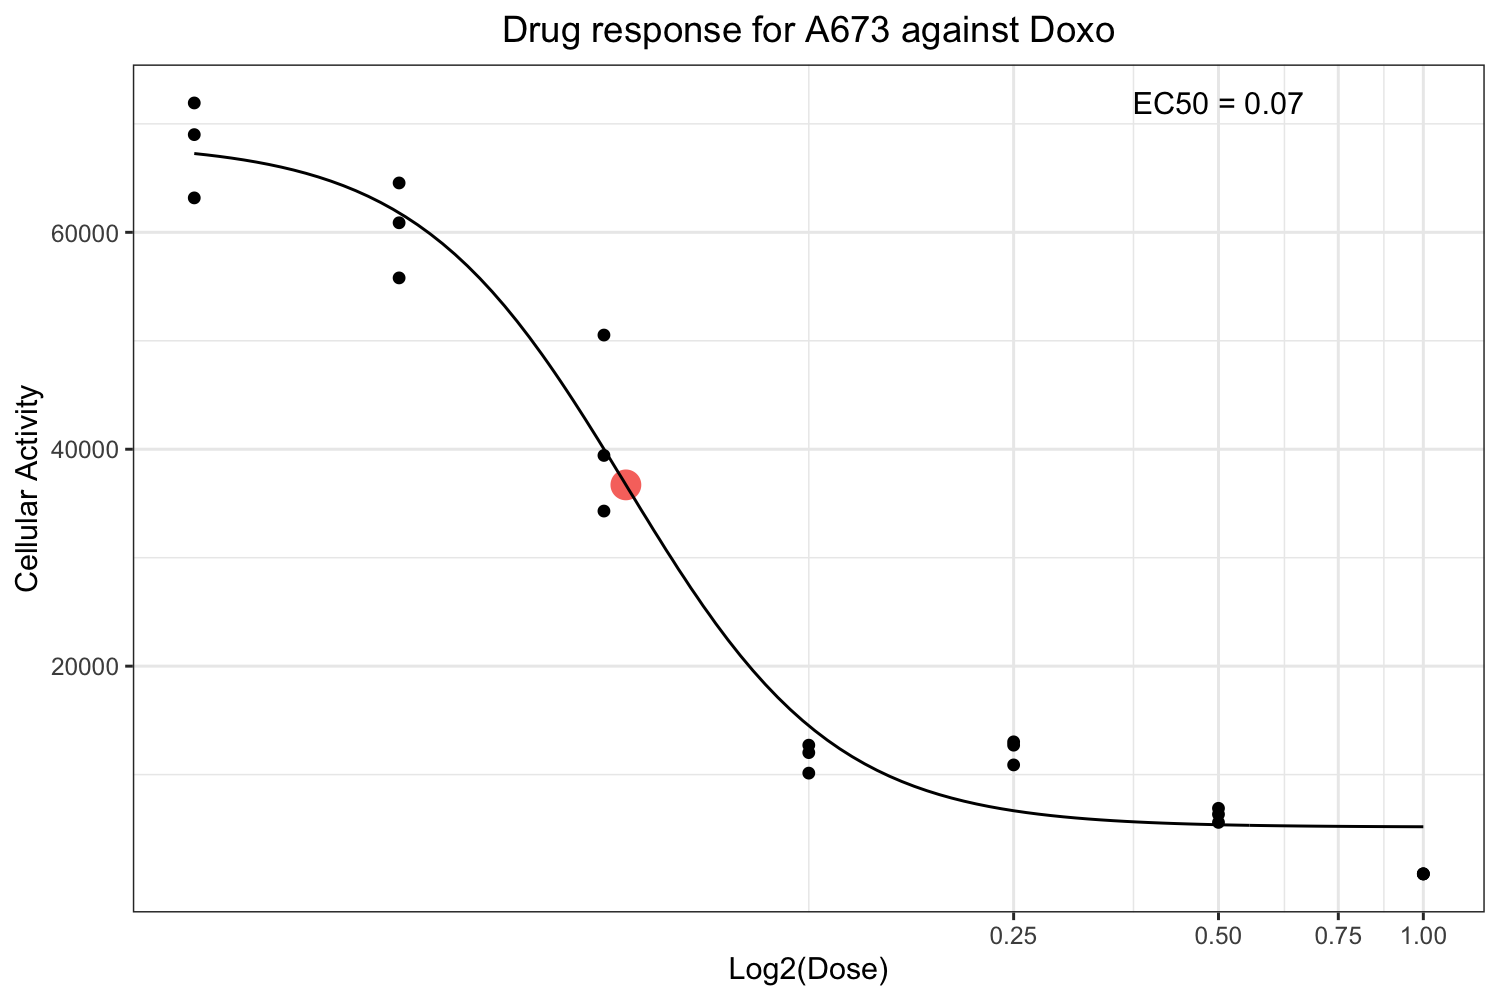 Drug response for A673 against Doxo
EC50 = 0.07
60000
40000
20000
Cellular Activity
0.25
0.50
0.75
1.00
Log2(Dose)